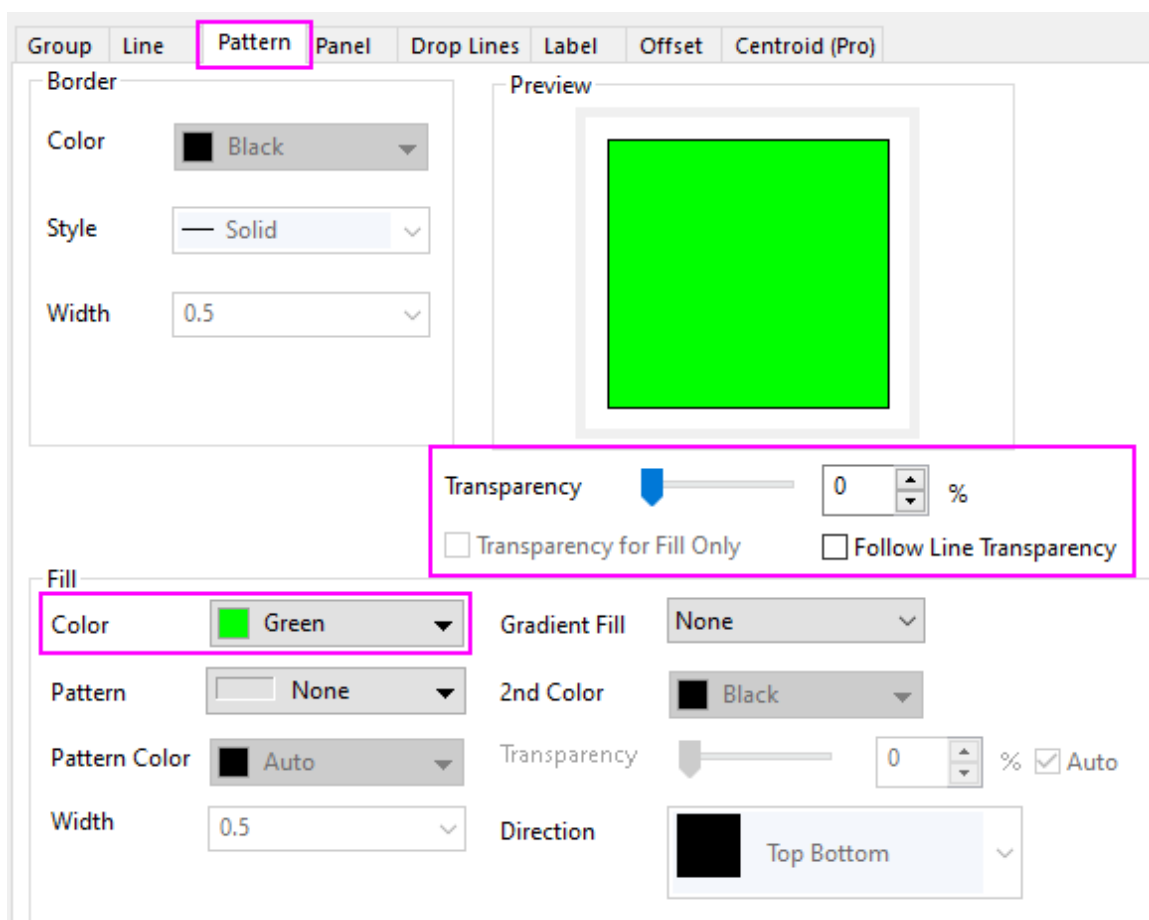 Group Line Pattern Panel Drop Lines Label Offset Centroid (Pro)
Border
Preview
Color Black
Style Solid
Width 0.5
Transparency 0 %
Transparency for Fill Only Follow Line Transparency
Fill
Color Green Gradient Fill None
Pattern None 2nd Color Black
Pattern Color Auto Transparency 0 % Auto
Width 0.5 Direction Top Bottom